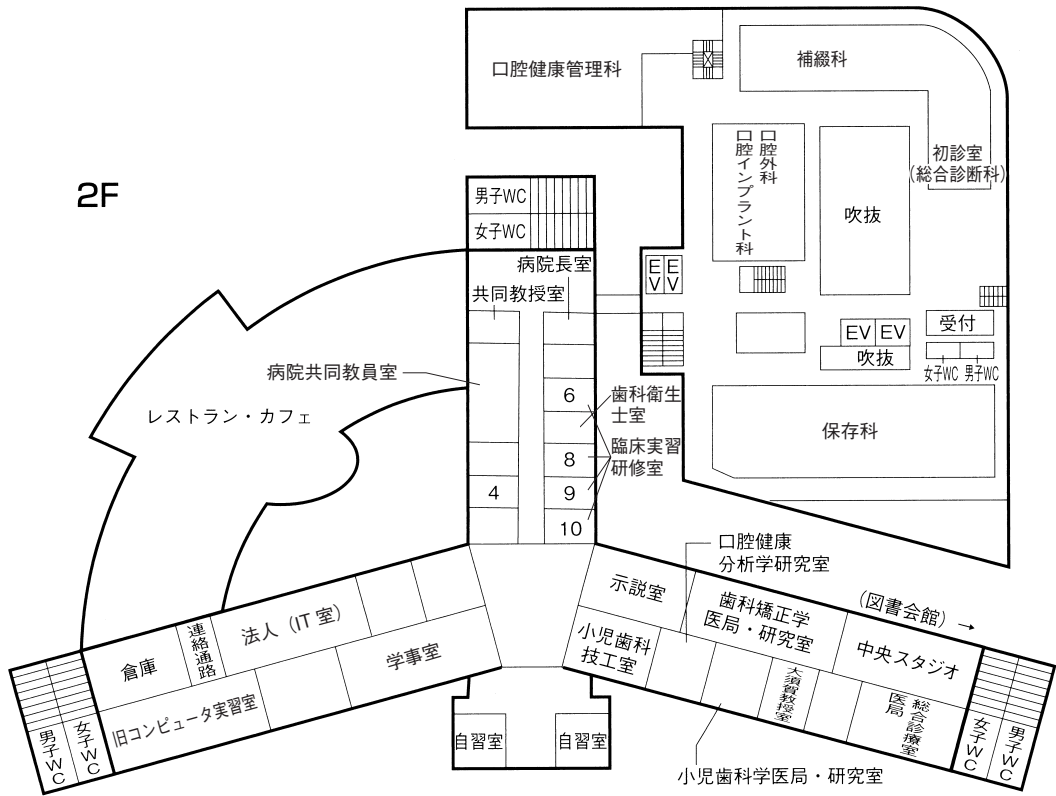 2F
口腔健康管理科
補綴科
口腔外科
口腔インプラント科
初診室
(総合診断科)
吹抜
男子WC
女子WC
病院長室
共同教授室
EV
EV
EV
EV
吹抜
受付
女子WC
男子WC
保存科
病院共同教員室
レストラン・カフェ
6
歯科衛生
士室
8
臨床実習
研修室
4
9
10
口腔健康
分析学研究室
示説室
歯科矯正学
医局・研究室
(図書会館)→
中央スタジオ
小児歯科
技工室
大須賀教授室
総合診療室
医局
女子WC
男子WC
小児歯科学医局・研究室
法人(IT室)
連絡通路
倉庫
学事室
旧コンピュータ実習室
男子WC
女子WC
自習室
自習室